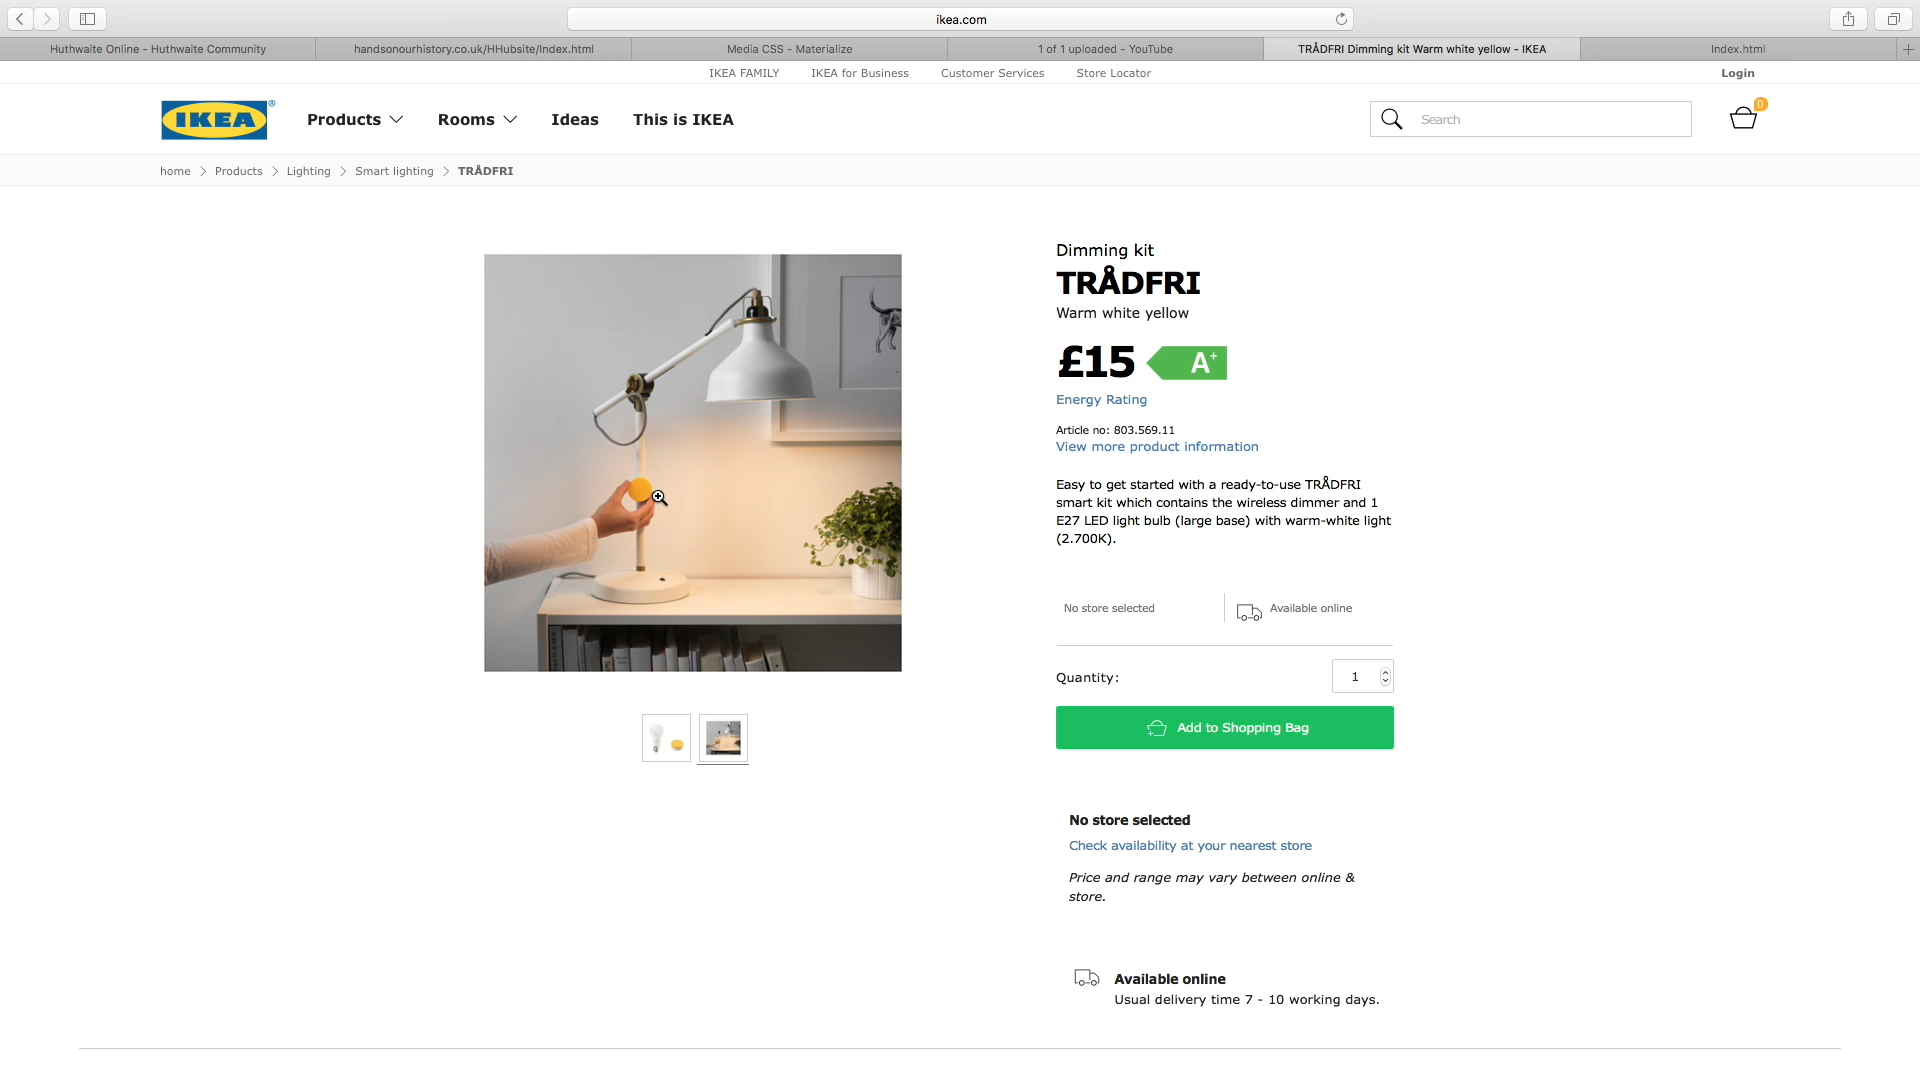 ikea.com
Huthwaite Online - Huthwaite Community
handsonourhistory.co.uk/HHubsite/Index.html
Media CSS - Materialize
1 of 1 uploaded - YouTube
TRÅDFRI Dimming kit Warm white yellow - IKEA
Index.html
IKEA FAMILY
IKEA for Business
Customer Services
Store Locator
Login
IKEA ®
Products
Rooms
Ideas
This is IKEA
Search
0
home > Products > Lighting > Smart lighting > TRÅDFRI
Dimming kit
TRÅDFRI
Warm white yellow
£15 A+
Energy Rating
Article no: 803.569.11
View more product information
Easy to get started with a ready-to-use TRÅDFRI
smart kit which contains the wireless dimmer and 1
E27 LED light bulb (large base) with warm-white light
(2.700K).
No store selected
Available online
Quantity:
1
Add to Shopping Bag
No store selected
Check availability at your nearest store
Price and range may vary between online &
store.
Available online
Usual delivery time 7 - 10 working days.